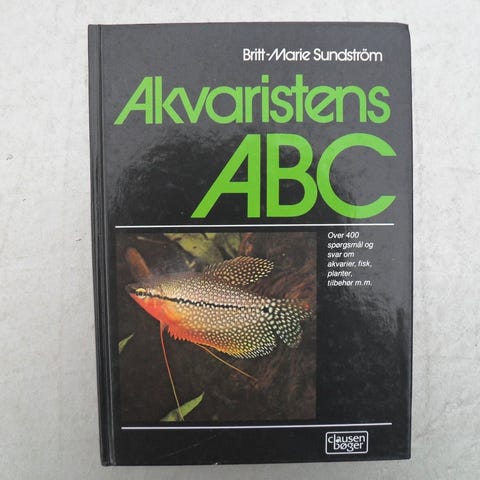 Britt-Marie Sundström
Akvaristens
ABC
Over 400
spørgsmål og
svar om
akvarier, fisk,
planter,
tilbehør m.m.
clausen
bøger